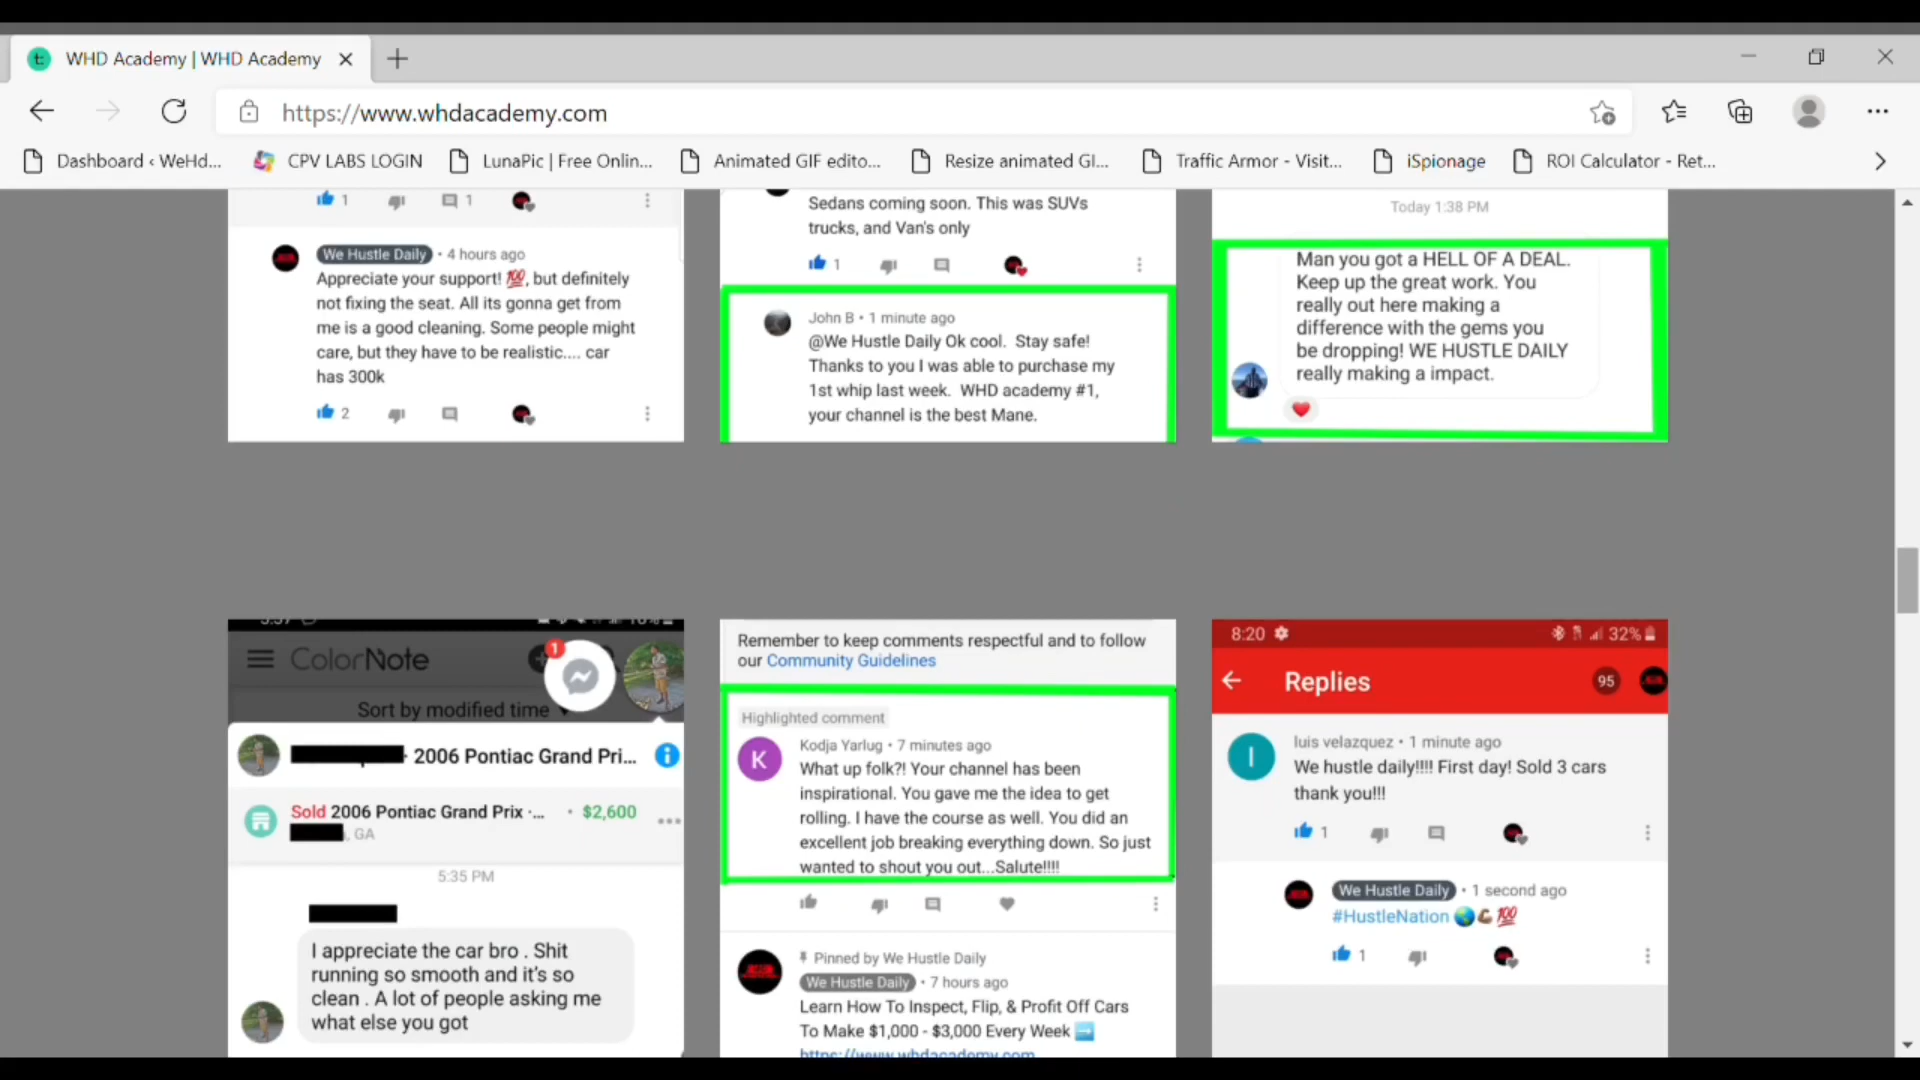 WHD Academy | WHD Academy
https://www.whdacademy.com
Dashboard ‹ WeHd...
CPV LABS LOGIN
LunaPic | Free Onlin...
Animated GIF edito...
Resize animated GI...
Traffic Armor - Visit...
iSpionage
ROI Calculator - Ret...
1
1
We Hustle Daily • 4 hours ago
Appreciate your support! 💯, but definitely
not fixing the seat. All its gonna get from
me is a good cleaning. Some people might
care, but they have to be realistic.... car
has 300k
2
Sedans coming soon. This was SUVs
trucks, and Van's only
1
John B • 1 minute ago
@We Hustle Daily Ok cool. Stay safe!
Thanks to you I was able to purchase my
1st whip last week. WHD academy #1,
your channel is the best Mane.
Today 1:38 PM
Man you got a HELL OF A DEAL.
Keep up the great work. You
really out here making a
difference with the gems you
be dropping! WE HUSTLE DAILY
really making a impact.
ColorNote
1
Sort by modified time
2006 Pontiac Grand Pri...
Sold 2006 Pontiac Grand Prix ·... • $2,600
, GA
5:35 PM
I appreciate the car bro . Shit
running so smooth and it's so
clean . A lot of people asking me
what else you got
Remember to keep comments respectful and to follow
our Community Guidelines
Highlighted comment
K
Kodja Yarlug • 7 minutes ago
What up folk?! Your channel has been
inspirational. You gave me the idea to get
rolling. I have the course as well. You did an
excellent job breaking everything down. So just
wanted to shout you out...Salute!!!!
Pinned by We Hustle Daily
We Hustle Daily • 7 hours ago
Learn How To Inspect, Flip, & Profit Off Cars
To Make $1,000 - $3,000 Every Week ➡
https://www.whdacademy.com
8:20
32%
Replies
95
l
luis velazquez • 1 minute ago
We hustle daily!!!! First day! Sold 3 cars
thank you!!!
1
We Hustle Daily • 1 second ago
#HustleNation 🌎💪🏾💯
1